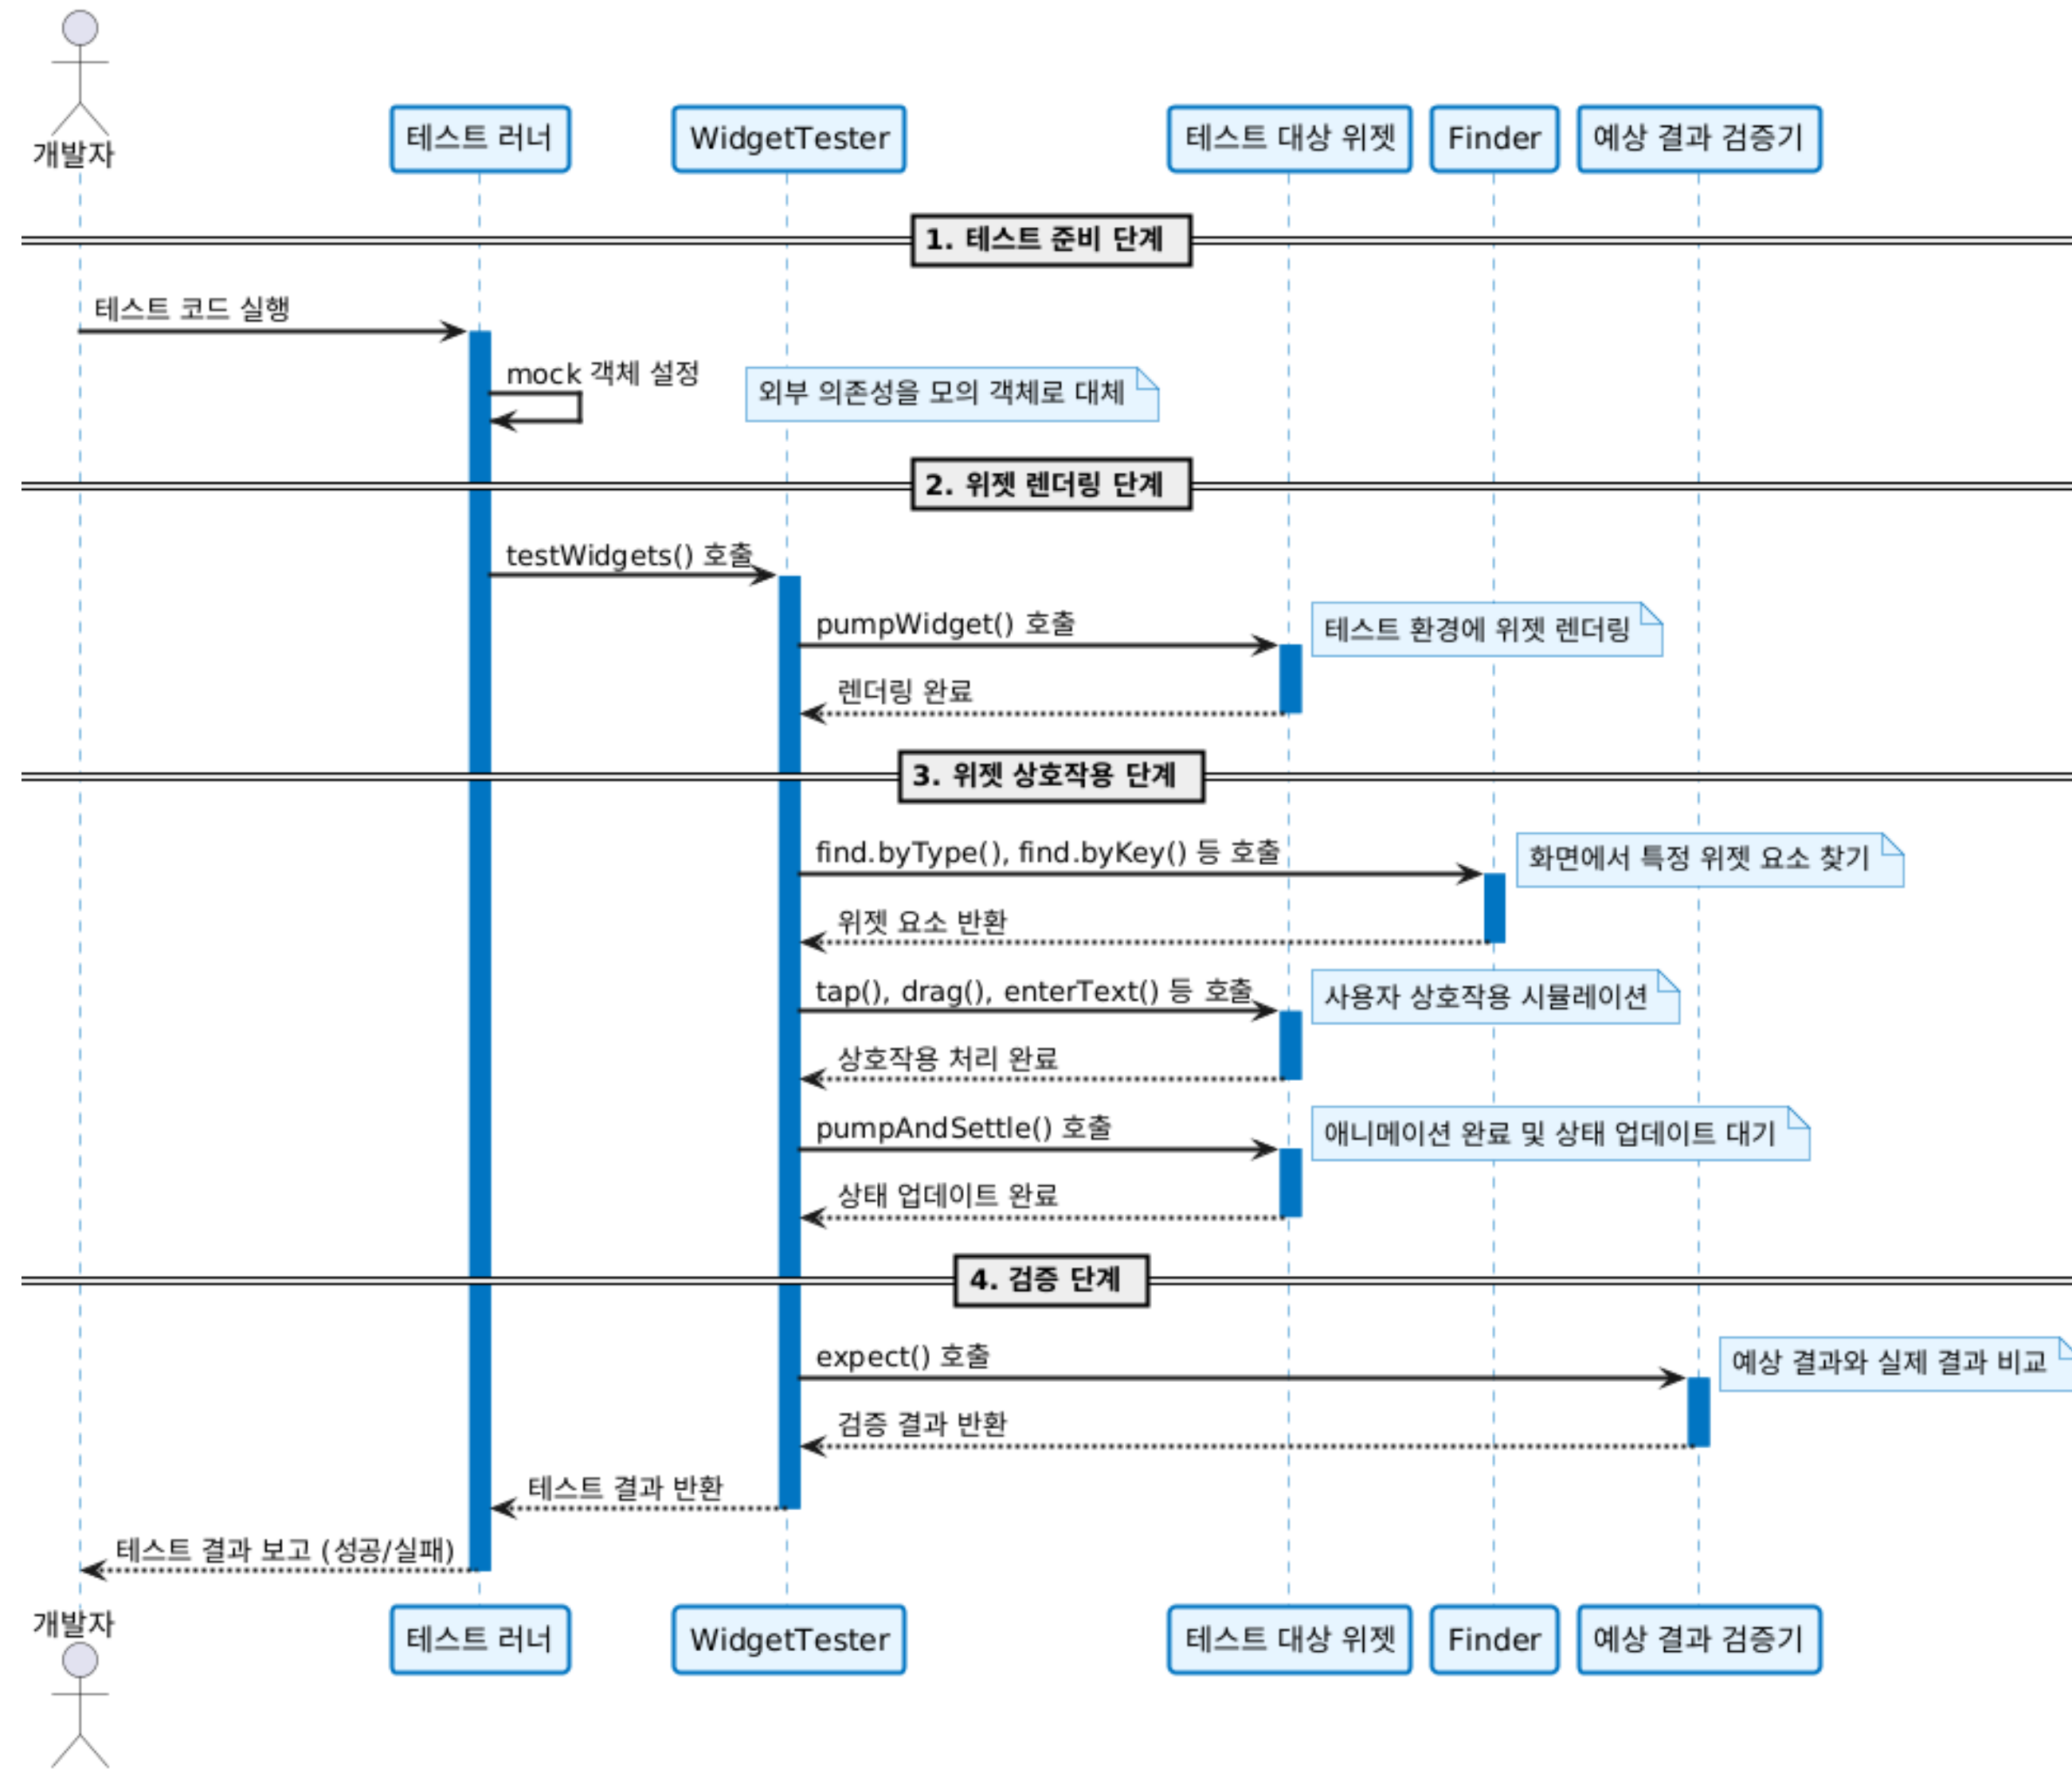 개발자
테스트 러너
WidgetTester
테스트 대상 위젯
Finder
예상 결과 검증기
1. 테스트 준비 단계
테스트 코드 실행
mock 객체 설정
외부 의존성을 모의 객체로 대체
2. 위젯 렌더링 단계
testWidgets() 호출
pumpWidget() 호출
테스트 환경에 위젯 렌더링
렌더링 완료
3. 위젯 상호작용 단계
find.byType(), find.byKey() 등 호출
화면에서 특정 위젯 요소 찾기
위젯 요소 반환
tap(), drag(), enterText() 등 호출
사용자 상호작용 시뮬레이션
상호작용 처리 완료
pumpAndSettle() 호출
애니메이션 완료 및 상태 업데이트 대기
상태 업데이트 완료
4. 검증 단계
expect() 호출
예상 결과와 실제 결과 비교
검증 결과 반환
테스트 결과 반환
테스트 결과 보고 (성공/실패)
개발자
테스트 러너
WidgetTester
테스트 대상 위젯
Finder
예상 결과 검증기